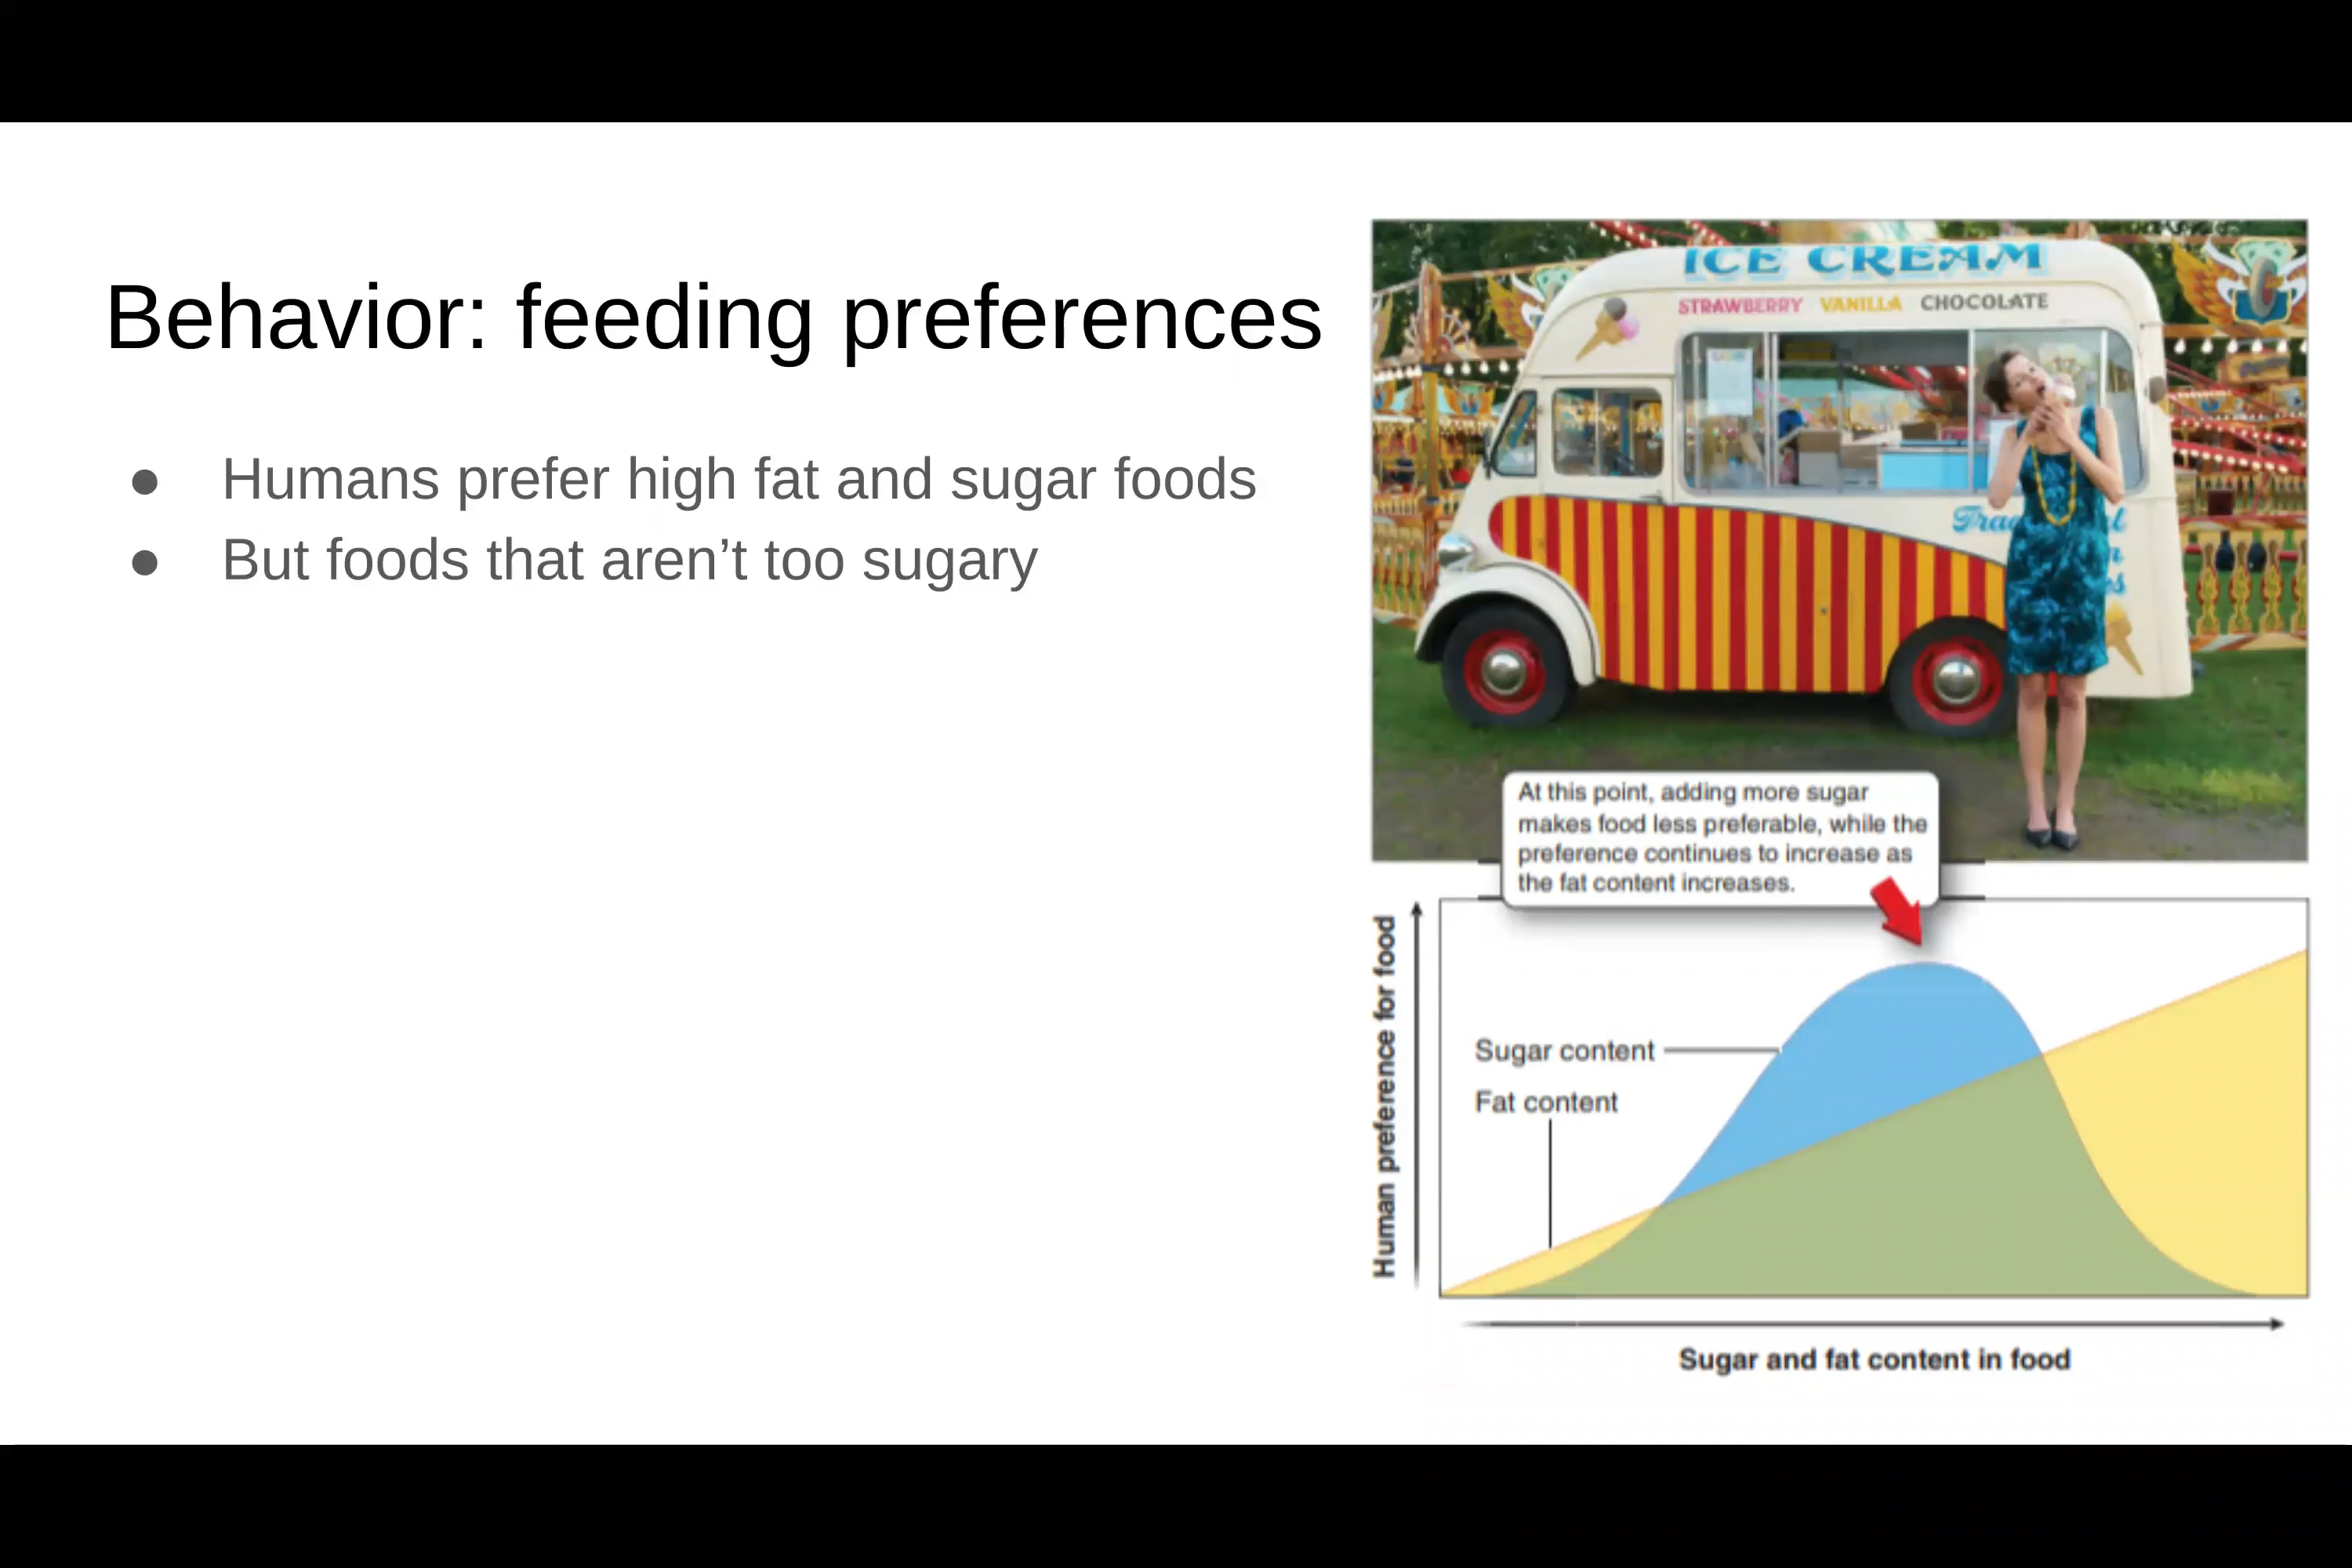 Behavior: feeding preferences
● Humans prefer high fat and sugar foods
● But foods that aren’t too sugary
ICE CREAM
STRAWBERRY VANILLA CHOCOLATE
At this point, adding more sugar
makes food less preferable, while the
preference continues to increase as
the fat content increases.
Human preference for food
Sugar content
Fat content
Sugar and fat content in food